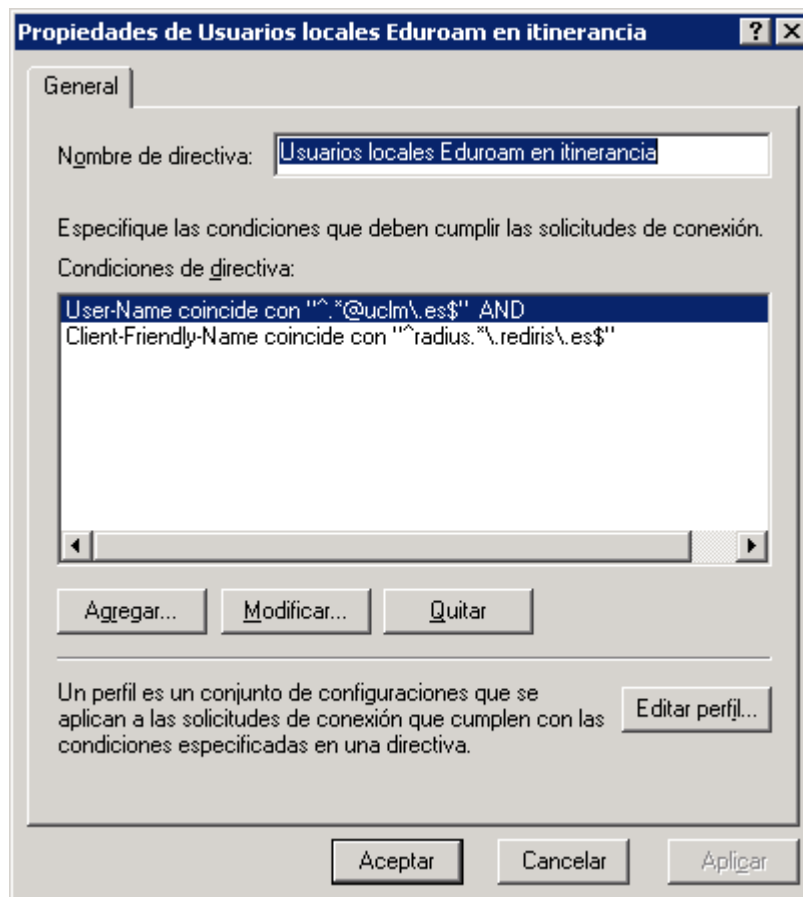 Propiedades de Usuarios locales Eduroam en itinerancia
General
Nombre de directiva: Usuarios locales Eduroam en itinerancia
Especifique las condiciones que deben cumplir las solicitudes de conexión.
Condiciones de directiva:
User-Name coincide con "^.*@uclm\.es$" AND
Client-Friendly-Name coincide con "^radius.*\.rediris\.es$"
Agregar... Modificar... Quitar
Un perfil es un conjunto de configuraciones que se
aplican a las solicitudes de conexión que cumplen con las
condiciones especificadas en una directiva.
Editar perfil...
Aceptar Cancelar Aplicar